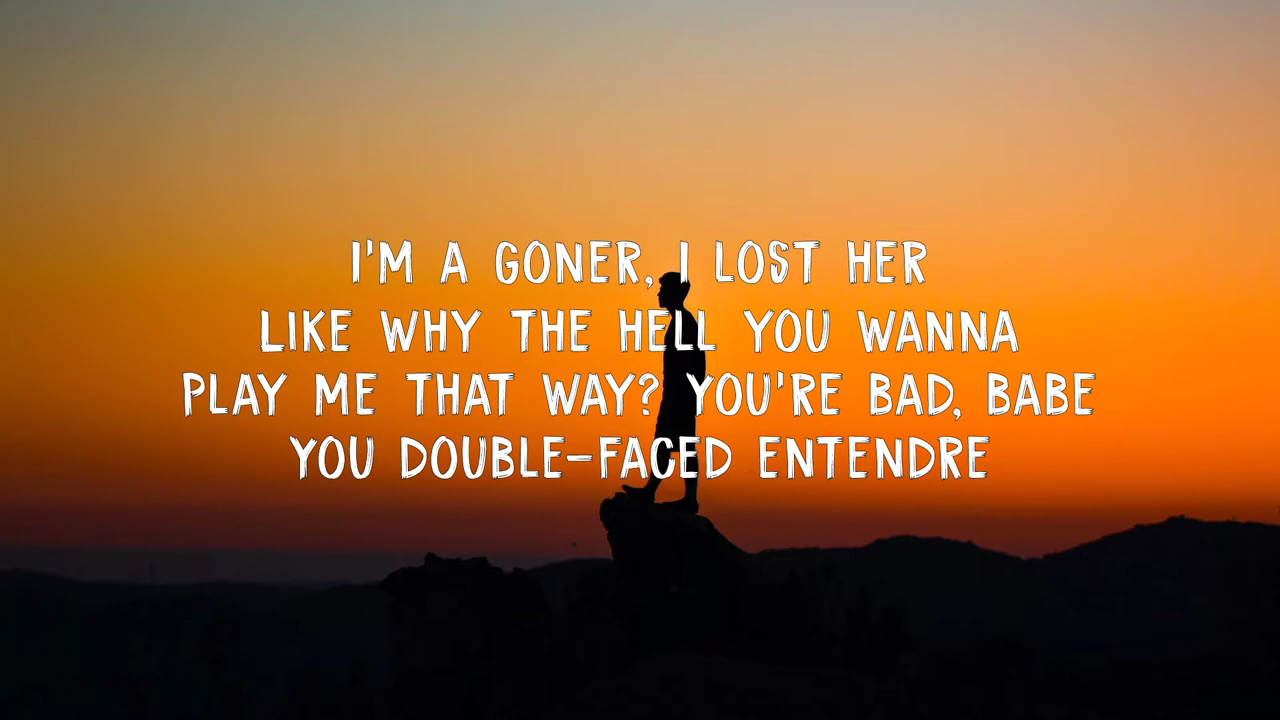 I'M A GONER, I LOST HER
LIKE WHY THE HELL YOU WANNA
PLAY ME THAT WAY? YOU'RE BAD, BABE
YOU DOUBLE-FACED ENTENDRE